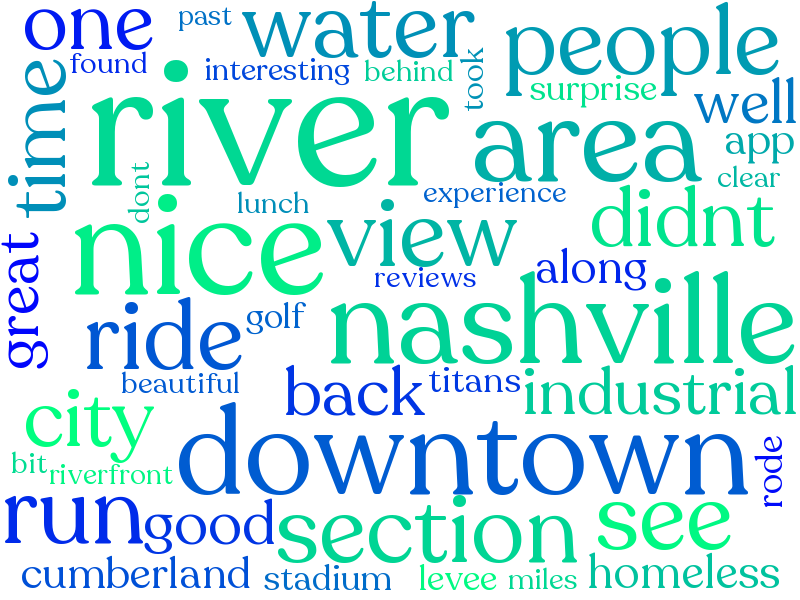 one past water people
found interesting behind took surprise well
time river area app
dont clear
lunch experience didnt
nice view
great reviews along
ride golf nashville
beautiful back titans industrial
city downtown
bit riverfront rode
run good section see
cumberland stadium levee miles homeless